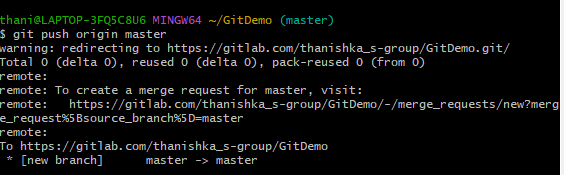 thani@LAPTOP-3FQ5C8U6 MINGW64 ~/GitDemo (master)
$ git push origin master
warning: redirecting to https://gitlab.com/thanishka_s-group/GitDemo.git/
Total 0 (delta 0), reused 0 (delta 0), pack-reused 0 (from 0)
remote:
remote: To create a merge request for master, visit:
remote:   https://gitlab.com/thanishka_s-group/GitDemo/-/merge_requests/new?merg
e_request%5Bsource_branch%5D=master
remote:
To https://gitlab.com/thanishka_s-group/GitDemo
 * [new branch]      master -> master